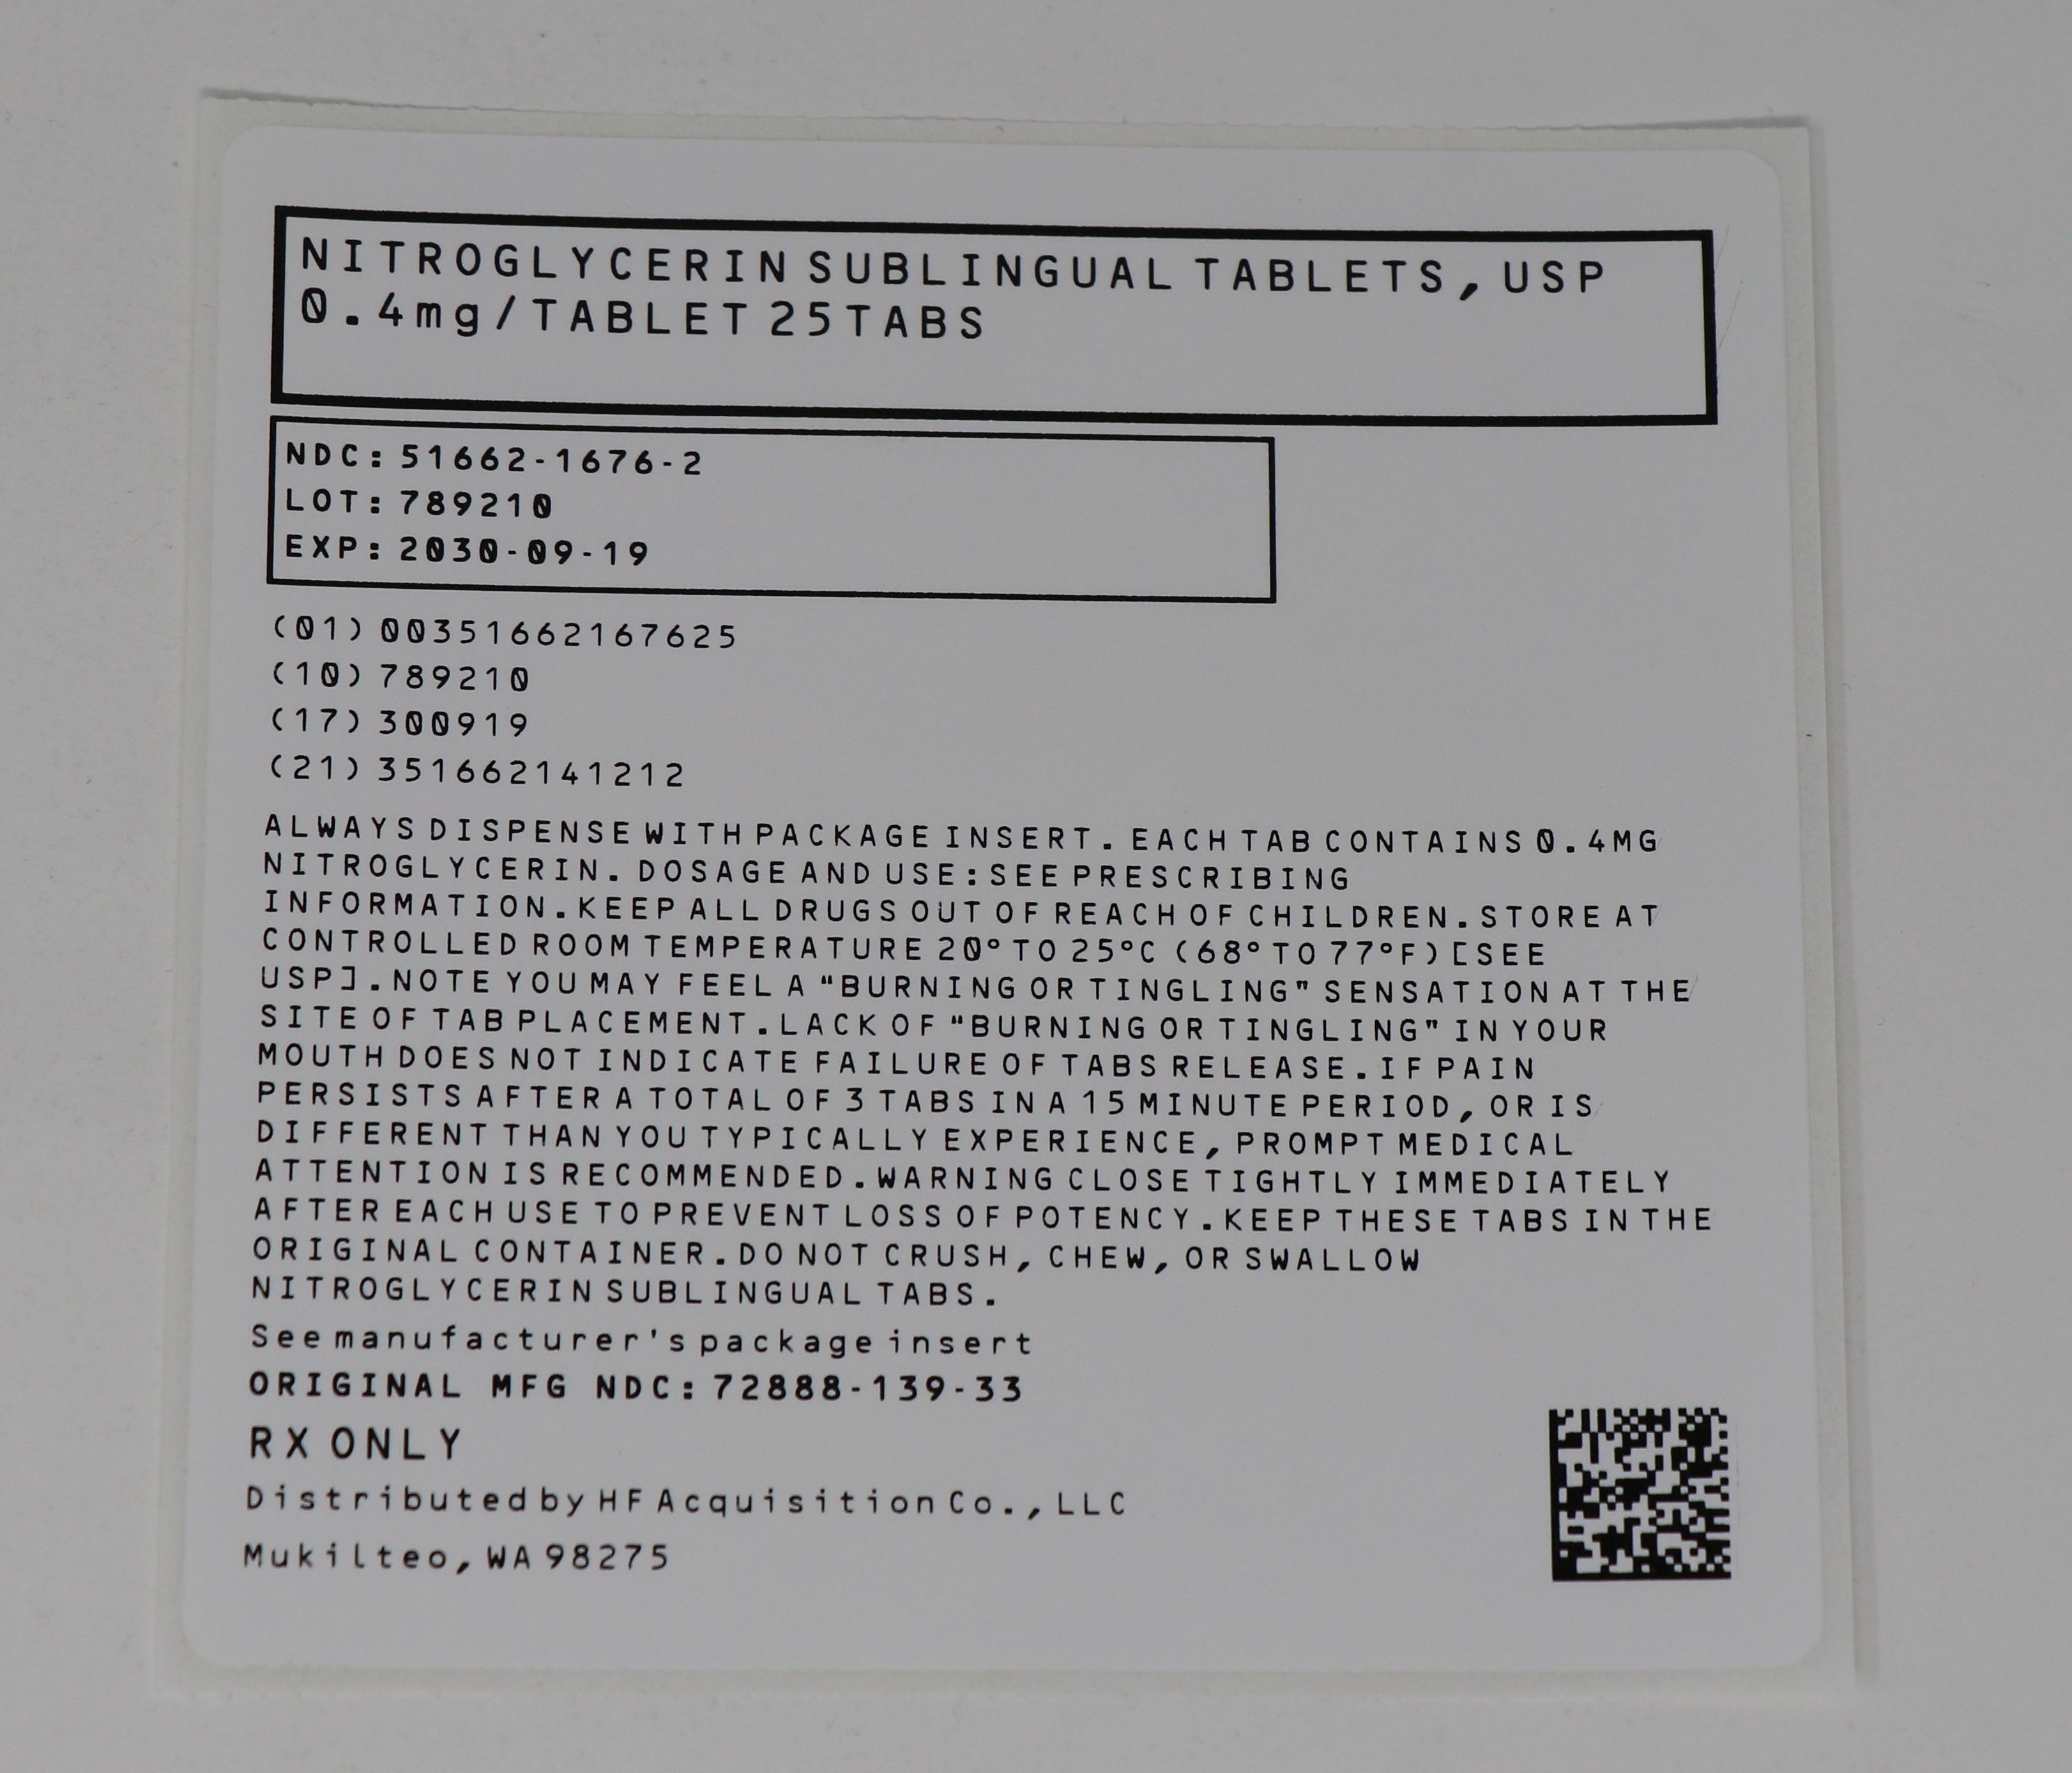 NITROGLYCERIN SUBLINGUAL TABLETS, USP
0.4mg/TABLET 25TABS
NDC: 51662-1676-2
LOT: 789210
EXP: 2030-09-19
(01) 00351662167625
(10) 789210
(17) 300919
(21) 351662141212
ALWAYS DISPENSE WITH PACKAGE INSERT. EACH TAB CONTAINS 0.4MG
NITROGLYCERIN. DOSAGE AND USE:SEE PRESCRIBING
INFORMATION.KEEP ALL DRUGS OUT OF REACH OF CHILDREN.STORE AT
CONTROLLED ROOM TEMPERATURE 20° TO 25°C (68° TO 77°F) [SEE
USP].NOTE YOU MAY FEEL A “BURNING OR TINGLING” SENSATION AT THE
SITE OF TAB PLACEMENT.LACK OF “BURNING OR TINGLING” IN YOUR
MOUTH DOES NOT INDICATE FAILURE OF TABS RELEASE.IF PAIN
PERSISTS AFTER A TOTAL OF 3 TABS IN A 15 MINUTE PERIOD, OR IS
DIFFERENT THAN YOU TYPICALLY EXPERIENCE, PROMPT MEDICAL
ATTENTION IS RECOMMENDED.WARNING CLOSE TIGHTLY IMMEDIATELY
AFTER EACH USE TO PREVENT LOSS OF POTENCY.KEEP THESE TABS IN THE
ORIGINAL CONTAINER.DO NOT CRUSH, CHEW, OR SWALLOW
NITROGLYCERIN SUBLINGUAL TABS.
See manufacturer's package insert
ORIGINAL MFG NDC: 72888-139-33
RX ONLY
Distributed by HF Acquisition Co., LLC
Mukilteo, WA 98275